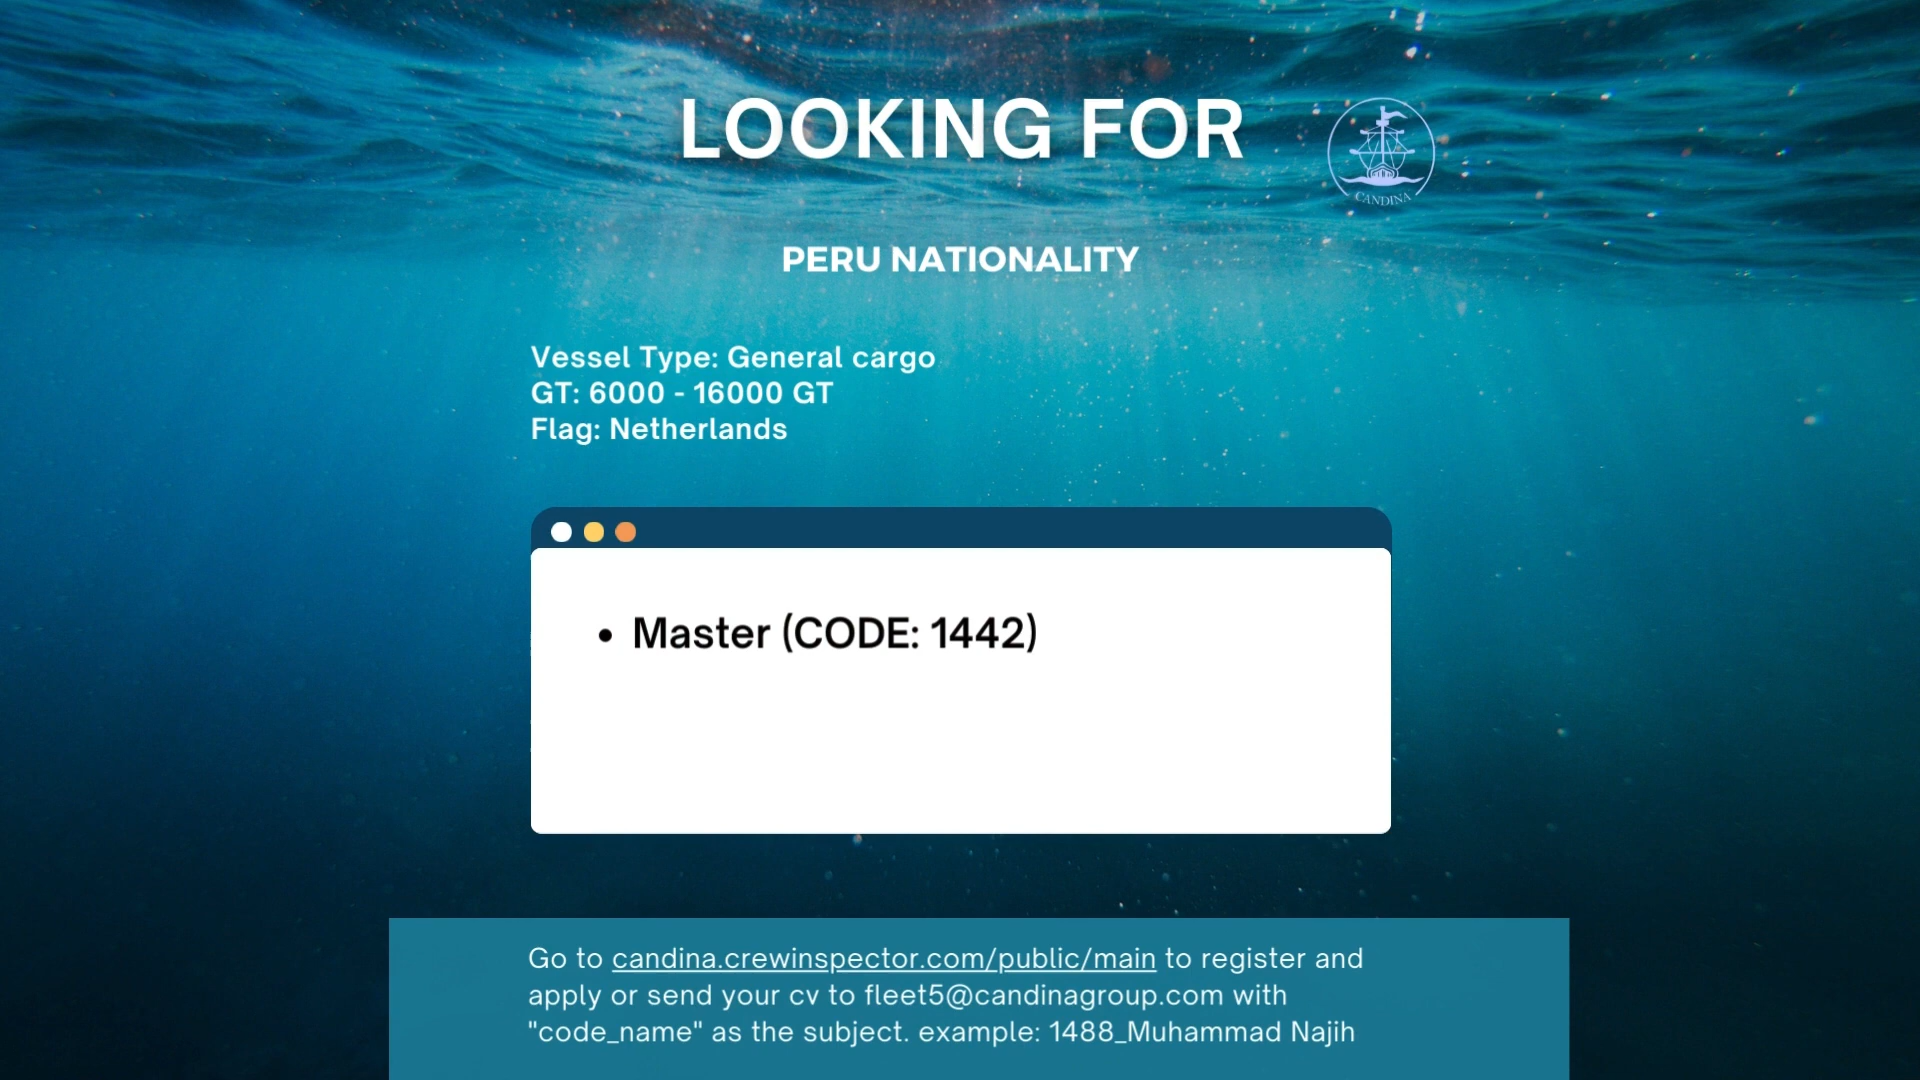 LOOKING FOR
CANDINA
PERU NATIONALITY
Vessel Type: General cargo
GT: 6000 - 16000 GT
Flag: Netherlands
• Master (CODE: 1442)
Go to candina.crewinspector.com/public/main to register and
apply or send your cv to fleet5@candinagroup.com with
"code_name" as the subject. example: 1488_Muhammad Najih